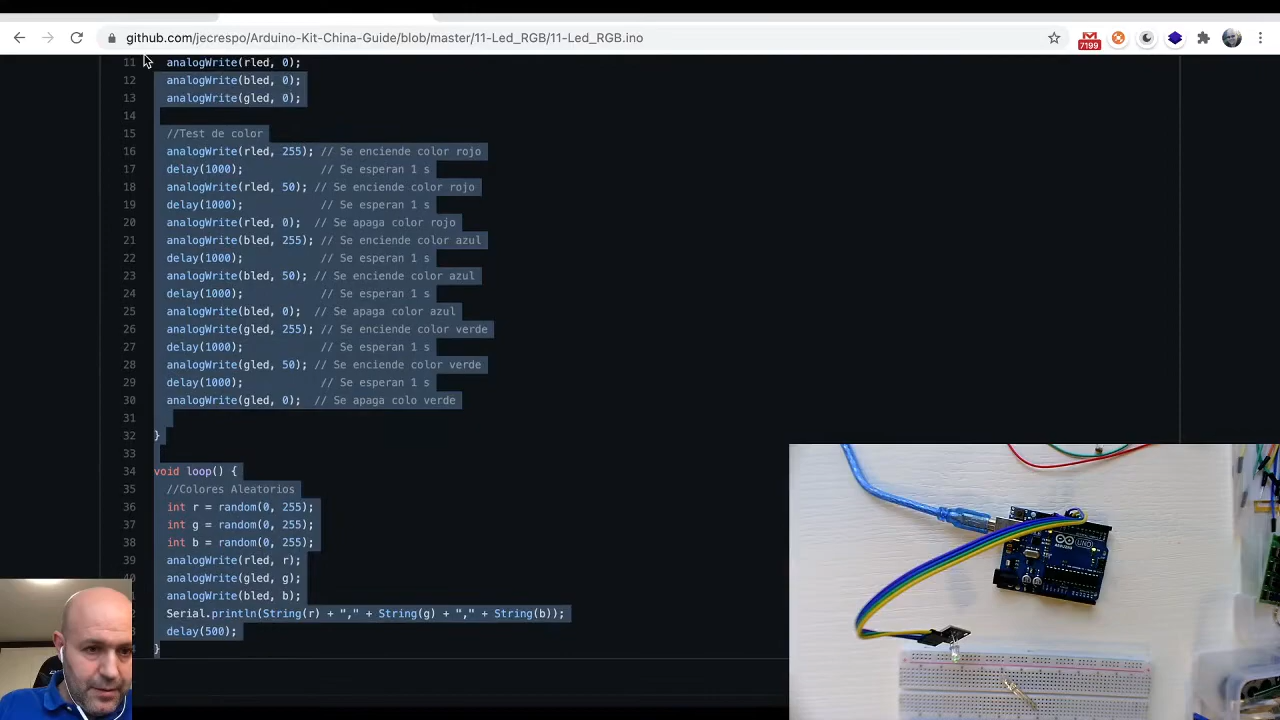 github.com/jecrespo/Arduino-Kit-China-Guide/blob/master/11-Led_RGB/11-Led_RGB.ino
7199
11 analogWrite(rled, 0);
12 analogWrite(bled, 0);
13 analogWrite(gled, 0);
14
15 //Test de color
16 analogWrite(rled, 255); // Se enciende color rojo
17 delay(1000); // Se esperan 1 s
18 analogWrite(rled, 50); // Se enciende color rojo
19 delay(1000); // Se esperan 1 s
20 analogWrite(rled, 0); // Se apaga color rojo
21 analogWrite(bled, 255); // Se enciende color azul
22 delay(1000); // Se esperan 1 s
23 analogWrite(bled, 50); // Se enciende color azul
24 delay(1000); // Se esperan 1 s
25 analogWrite(bled, 0); // Se apaga color azul
26 analogWrite(gled, 255); // Se enciende color verde
27 delay(1000); // Se esperan 1 s
28 analogWrite(gled, 50); // Se enciende color verde
29 delay(1000); // Se esperan 1 s
30 analogWrite(gled, 0); // Se apaga colo verde
31
32 }
33
34 void loop() {
35 //Colores Aleatorios
36 int r = random(0, 255);
37 int g = random(0, 255);
38 int b = random(0, 255);
39 analogWrite(rled, r);
analogWrite(gled, g);
analogWrite(bled, b);
Serial.println(String(r) + "," + String(g) + "," + String(b));
delay(500);
}
UNO